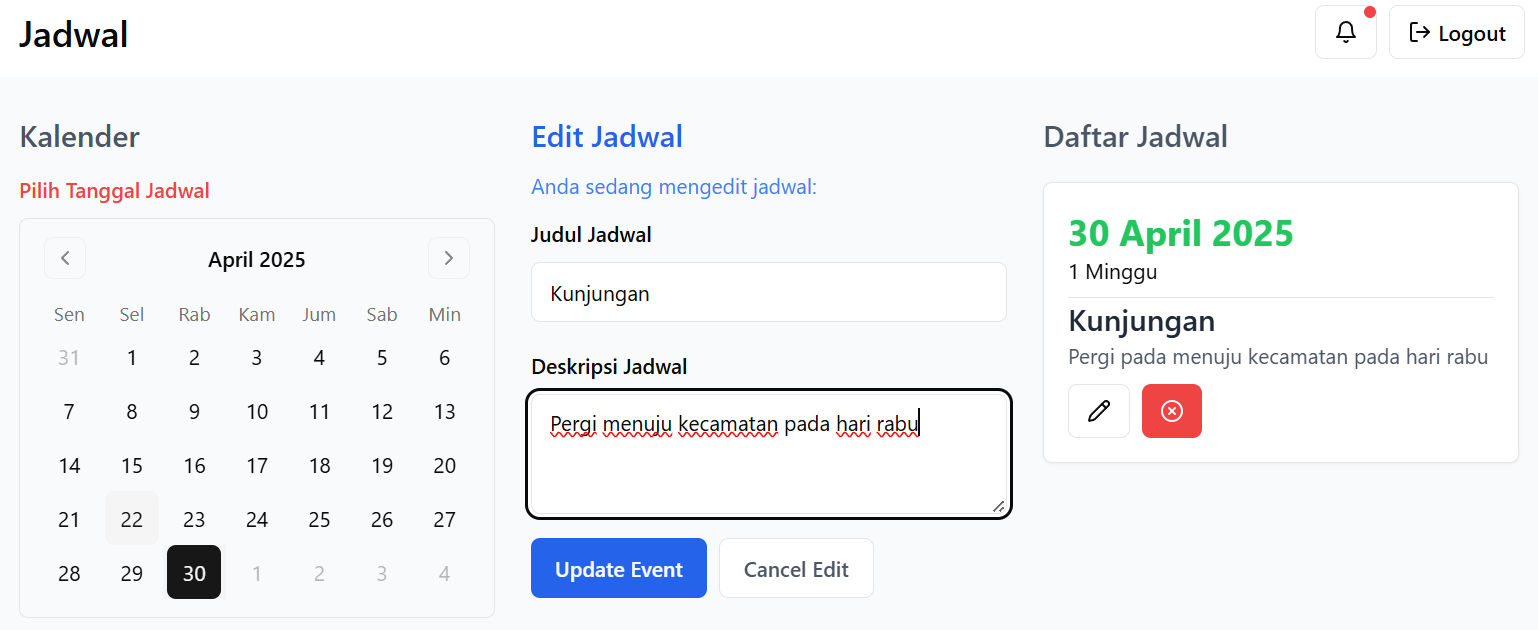 Jadwal
Logout
Kalender
Pilih Tanggal Jadwal
April 2025
Sen Sel Rab Kam Jum Sab Min
31 1 2 3 4 5 6
7 8 9 10 11 12 13
14 15 16 17 18 19 20
21 22 23 24 25 26 27
28 29 30 1 2 3 4
Edit Jadwal
Anda sedang mengedit jadwal:
Judul Jadwal
Kunjungan
Deskripsi Jadwal
Pergi menuju kecamatan pada hari rabu
Update Event
Cancel Edit
Daftar Jadwal
30 April 2025
1 Minggu
Kunjungan
Pergi pada menuju kecamatan pada hari rabu